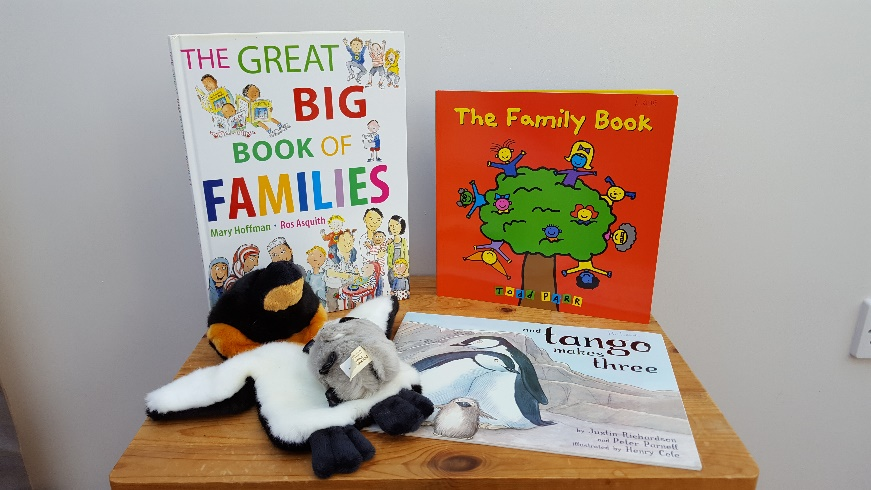 THE GREAT
BIG
BOOK OF
FAMILIES
Mary Hoffman • Ros Asquith
The Family Book
Todd PARR
and
tango
makes
three
by Justin Richardson
and Peter Parnell
illustrated by Henry Cole